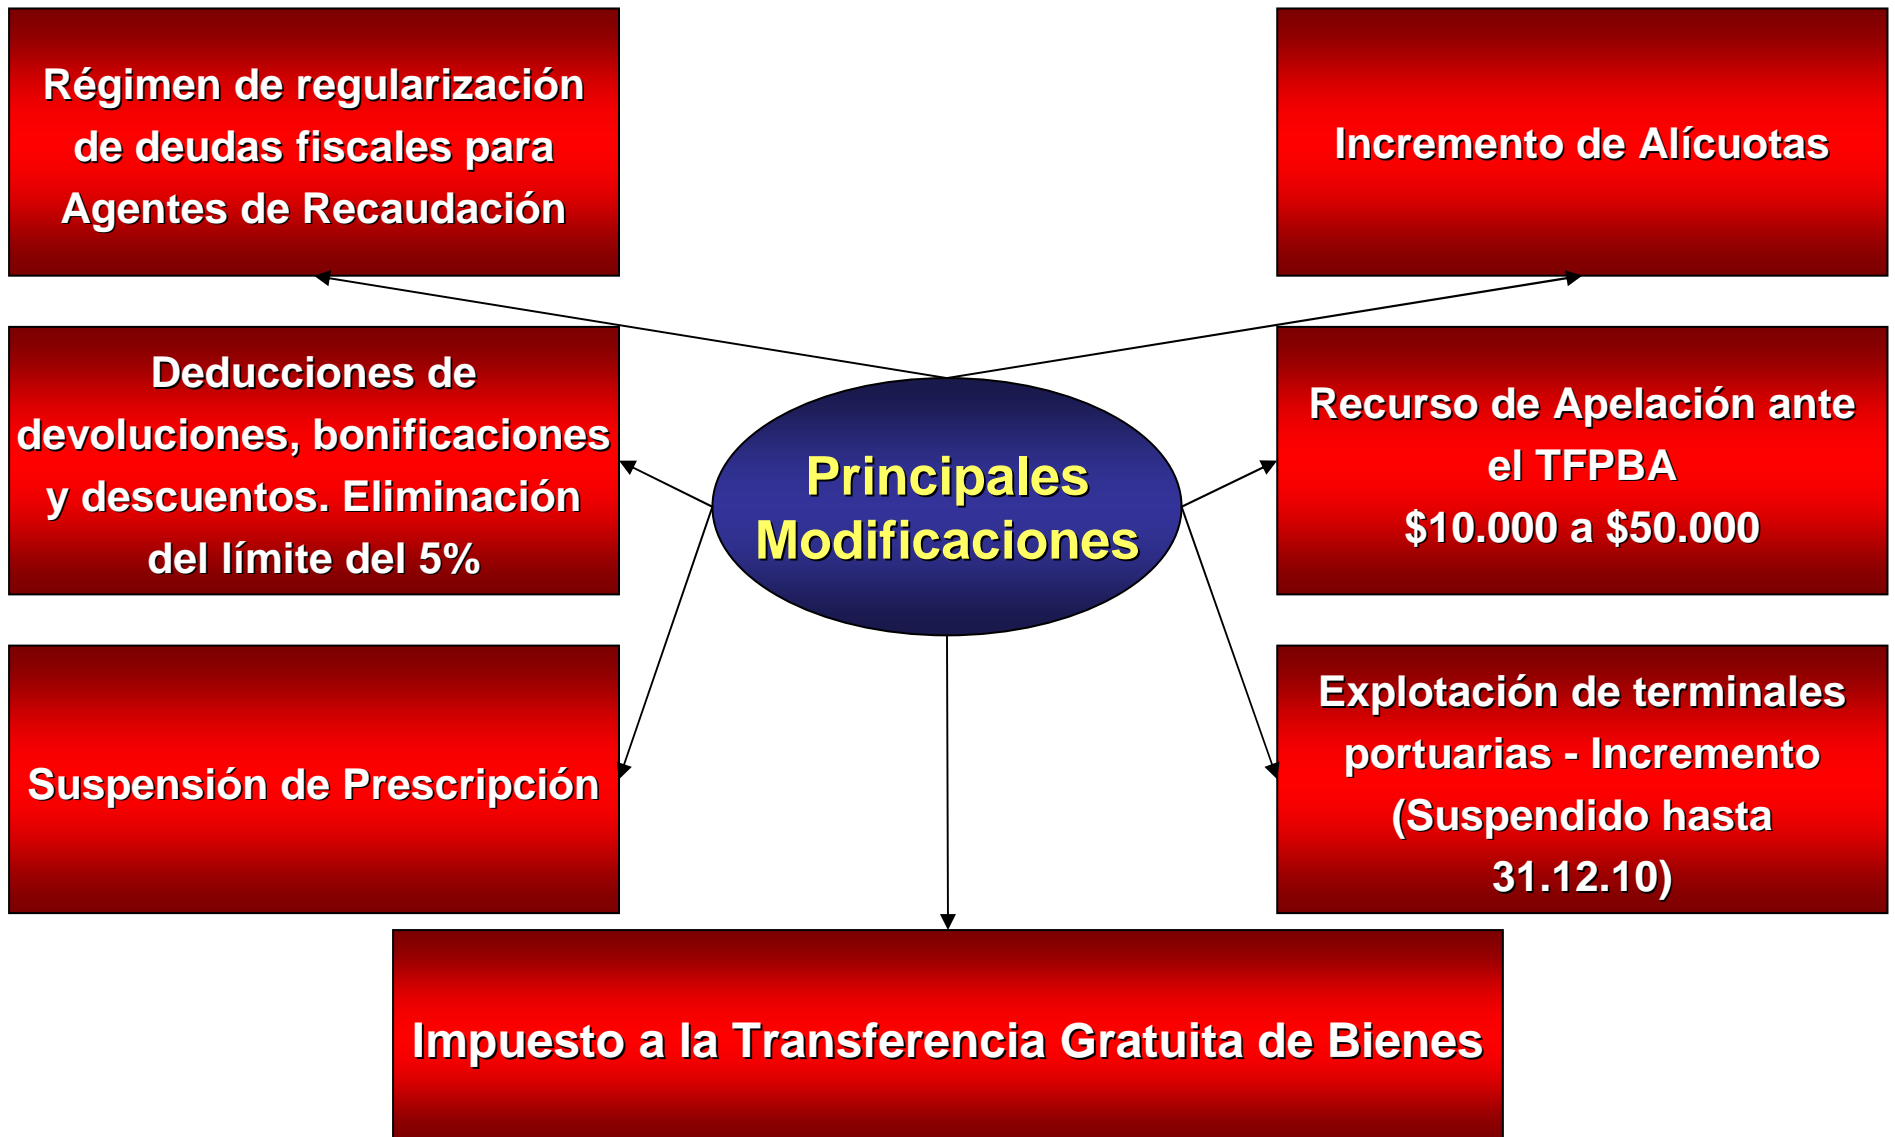 Régimen de regularización
de deudas fiscales para
Agentes de Recaudación
Incremento de Alícuotas
Deducciones de
devoluciones, bonificaciones
y descuentos. Eliminación
del límite del 5%
Principales
Modificaciones
Recurso de Apelación ante
el TFPBA
$10.000 a $50.000
Suspensión de Prescripción
Explotación de terminales
portuarias - Incremento
(Suspendido hasta
31.12.10)
Impuesto a la Transferencia Gratuita de Bienes